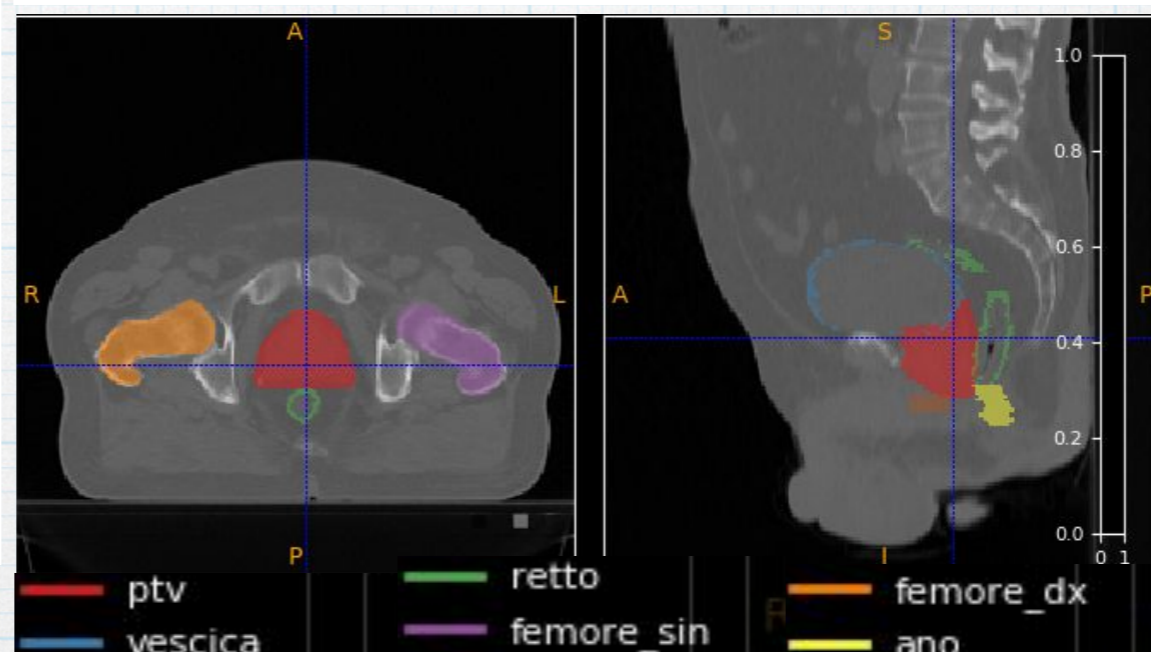 A
R
L
P
S
A
P
I
1.0
0.8
0.6
0.4
0.2
0.0
0 1
ptv
vescica
retto
femore_sin
femore_dx
ano